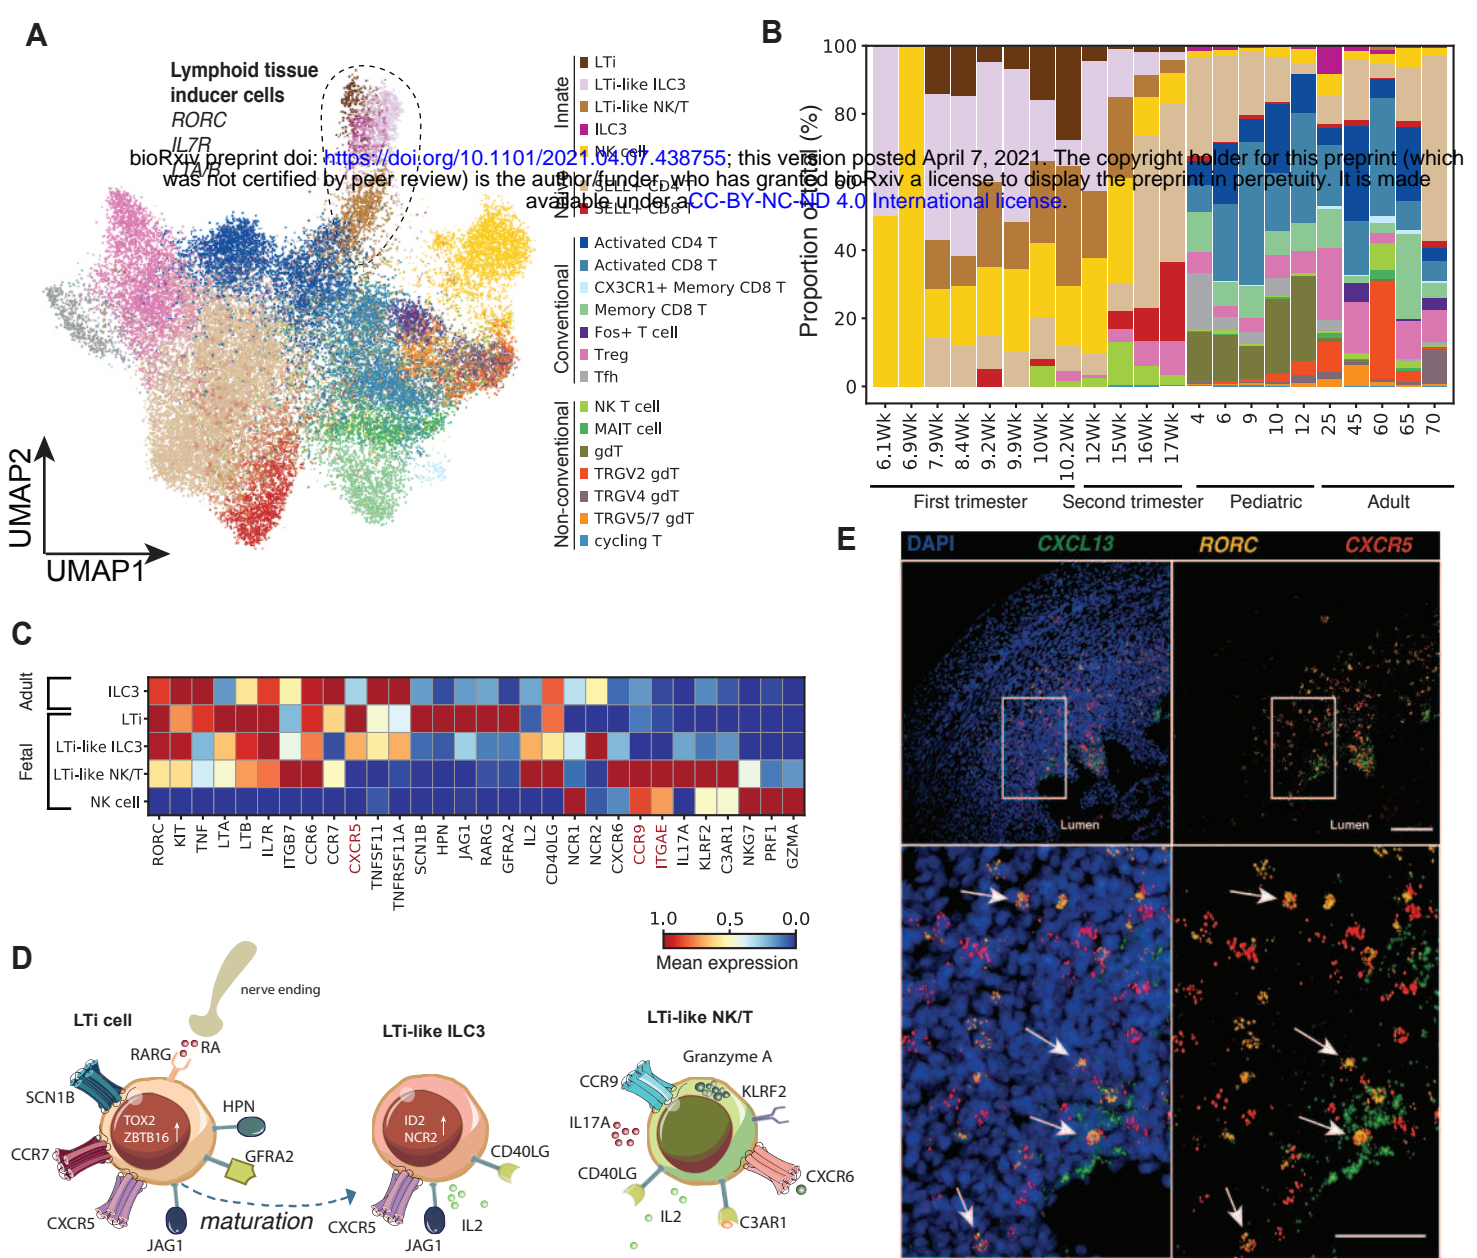 A
Lymphoid tissue
inducer cells
RORC
IL7R
LTA/B
UMAP2
UMAP1
Innate
LTi
LTi-like ILC3
LTi-like NK/T
ILC3
NK cell
SELL+ CD4 T
SELL+ CD8 T
Conventional
Activated CD4 T
Activated CD8 T
CX3CR1+ Memory CD8 T
Memory CD8 T
Fos+ T cell
Treg
Tfh
Non-conventional
NK T cell
MAIT cell
gdT
TRGV2 gdT
TRGV4 gdT
TRGV5/7 gdT
cycling T
bioRxiv preprint doi: https://doi.org/10.1101/2021.04.07.438755; this version posted April 7, 2021. The copyright holder for this preprint (which
was not certified by peer review) is the author/funder, who has granted bioRxiv a license to display the preprint in perpetuity. It is made
available under aCC-BY-NC-ND 4.0 International license.
B
Proportion of total (%)
100
80
60
40
20
0
6.1Wk
6.9Wk
7.9Wk
8.4Wk
9.2Wk
9.9Wk
10Wk
10.2Wk
12Wk
15Wk
16Wk
17Wk
4
6
9
10
12
25
45
60
65
70
First trimester
Second trimester
Pediatric
Adult
C
Adult
Fetal
ILC3
LTi
LTi-like ILC3
LTi-like NK/T
NK cell
RORC
KIT
TNF
LTA
LTB
IL7R
ITGB7
CCR6
CCR7
CXCR5
TNFSF11
TNFRSF11A
SCN1B
HPN
JAG1
RARG
GFRA2
IL2
CD40LG
NCR1
NCR2
CXCR6
CCR9
ITGAE
IL17A
KLRF2
C3AR1
NKG7
PRF1
GZMA
1.0 0.5 0.0
Mean expression
D
nerve ending
LTi cell
RARG
RA
SCN1B
TOX2
ZBTB16
HPN
CCR7
GFRA2
CXCR5
JAG1
maturation
LTi-like ILC3
ID2
NCR2
CD40LG
CXCR5
IL2
JAG1
LTi-like NK/T
Granzyme A
CCR9
KLRF2
IL17A
CD40LG
CXCR6
IL2
C3AR1
E
DAPI CXCL13 RORC CXCR5
Lumen
Lumen